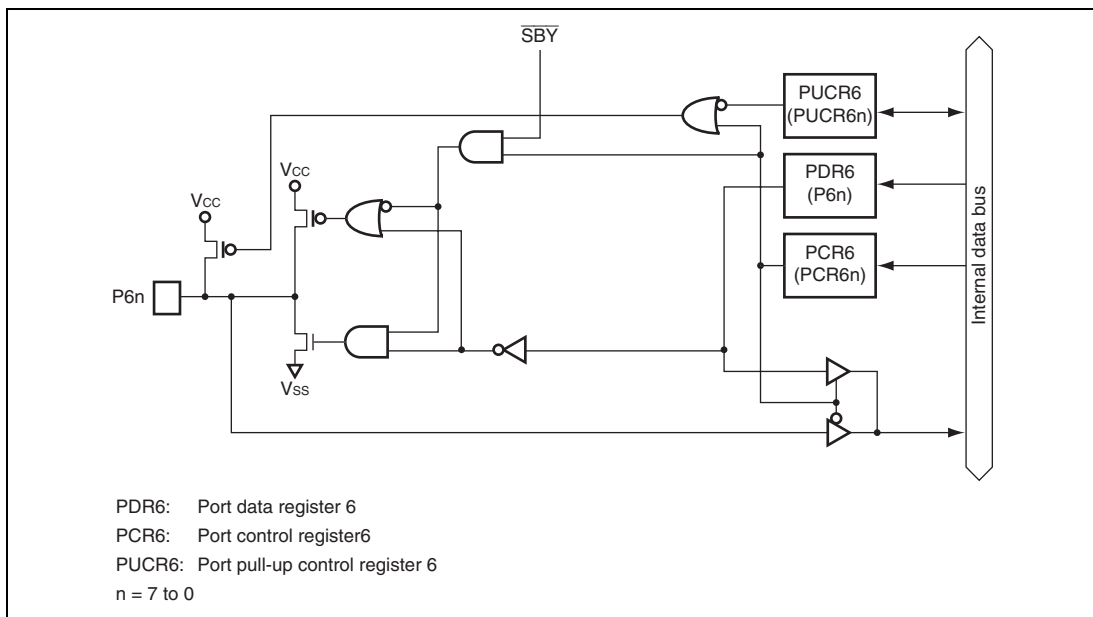 SBY
PUCR6
(PUCR6n)
PDR6
(P6n)
PCR6
(PCR6n)
Internal data bus
VCC
VCC
P6n
VSS
PDR6: Port data register 6
PCR6: Port control register6
PUCR6: Port pull-up control register 6
n = 7 to 0